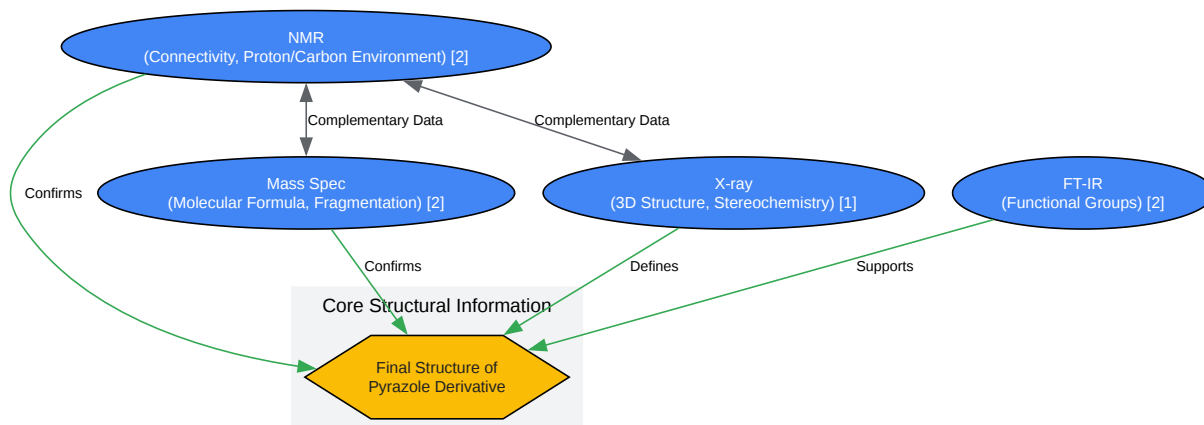 NMR
(Connectivity, Proton/Carbon Environment) [2]
Complementary Data
Complementary Data
Confirms
Mass Spec
(Molecular Formula, Fragmentation) [2]
X-ray
(3D Structure, Stereochemistry) [1]
FT-IR
(Functional Groups) [2]
Confirms
Defines
Supports
Core Structural Information
Final Structure of
Pyrazole Derivative